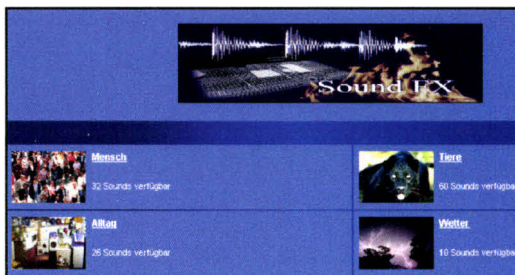 Sound FX
Mensch
32 Sounds verfügbar
Tiere
60 Sounds verfügbar
Alltag
26 Sounds verfügbar
Wetter
10 Sounds verfügbar